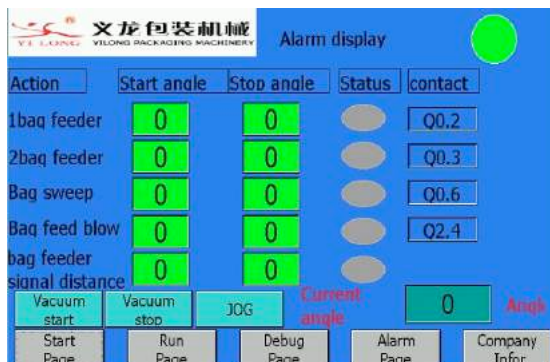 文龙包装机械
YI LONG YILONG PACKAGING MACHINERY
Alarm display
Action Start angle Stop angle Status contact
1bag feeder 0 0 Q0.2
2bag feeder 0 0 Q0.3
Bag sweep 0 0 Q0.6
Bag feed blow 0 0 Q2.4
bag feeder
signal distance 0 0
Vacuum start
Vacuum stop
JOG
Current angle
0
Angle
Start Page
Run Page
Debug Page
Alarm Page
Company Infor